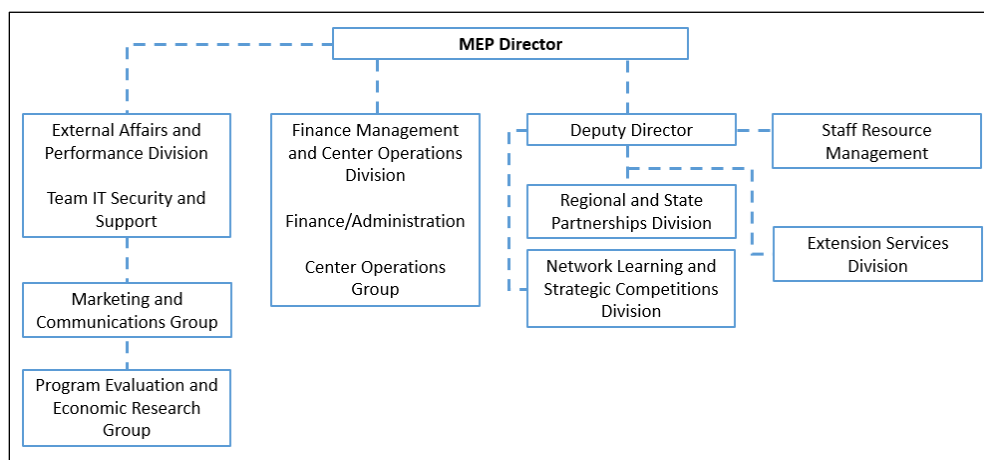 MEP Director
External Affairs and
Performance Division
Team IT Security and
Support
Marketing and
Communications Group
Program Evaluation and
Economic Research
Group
Finance Management
and Center Operations
Division
Finance/Administration
Center Operations
Group
Deputy Director
Regional and State
Partnerships Division
Network Learning and
Strategic Competitions
Division
Staff Resource
Management
Extension Services
Division